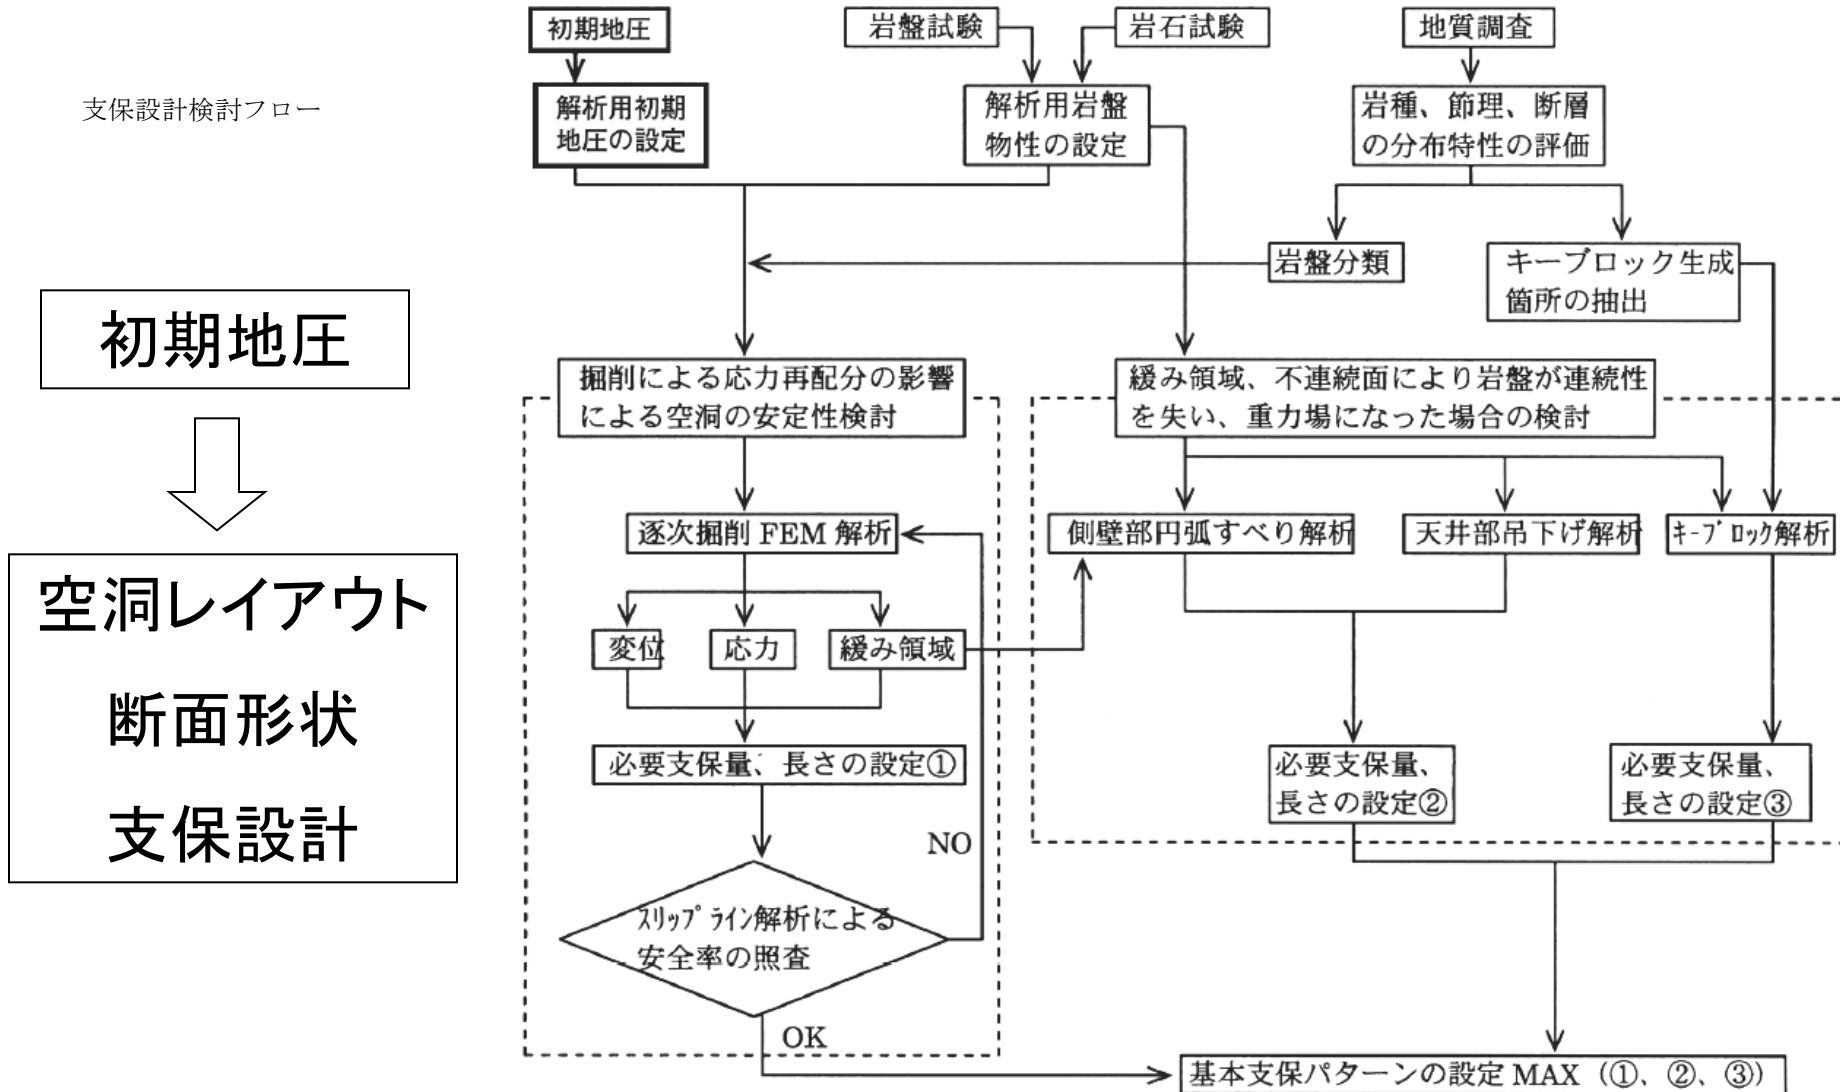 支保設計検討フロー
初期地圧
空洞レイアウト
断面形状
支保設計
初期地圧
岩盤試験
岩石試験
地質調査
解析用初期
地圧の設定
解析用岩盤
物性の設定
岩種、節理、断層
の分布特性の評価
岩盤分類
キーブロック生成
箇所の抽出
掘削による応力再配分の影響
による空洞の安定性検討
緩み領域、不連続面により岩盤が連続性
を失い、重力場になった場合の検討
逐次掘削 FEM 解析
側壁部円弧すべり解析
天井部吊下げ解析
ｷｰﾌﾞﾛｯｸ解析
変位
応力
緩み領域
必要支保量、長さの設定①
必要支保量、
長さの設定②
必要支保量、
長さの設定③
NO
ｽﾘｯﾌﾟﾗｲﾝ解析による
安全率の照査
OK
基本支保パターンの設定 MAX（①、②、③）